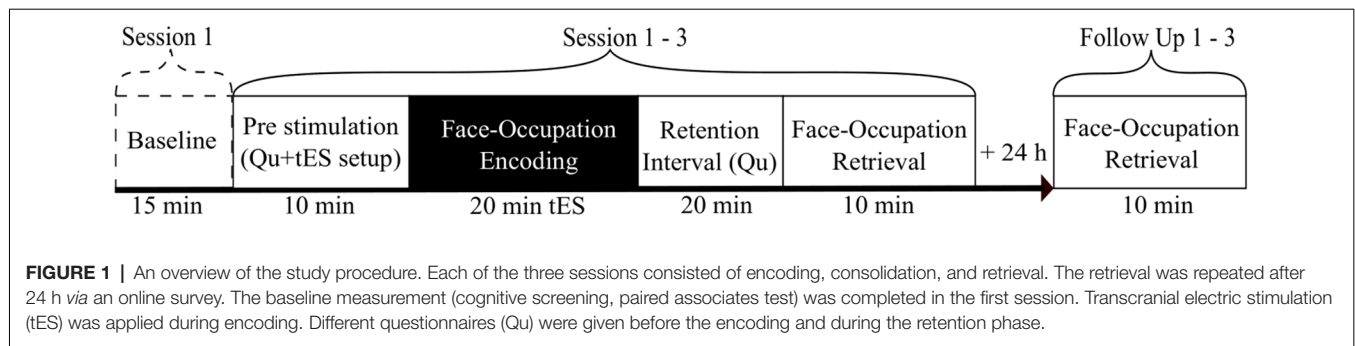 Session 1
Session 1 - 3
Follow Up 1 - 3
Baseline
Pre stimulation
(Qu+tES setup)
Face-Occupation
Encoding
Retention
Interval (Qu)
Face-Occupation
Retrieval
+ 24 h
Face-Occupation
Retrieval
15 min
10 min
20 min tES
20 min
10 min
10 min
FIGURE 1 | An overview of the study procedure. Each of the three sessions consisted of encoding, consolidation, and retrieval. The retrieval was repeated after
24 h via an online survey. The baseline measurement (cognitive screening, paired associates test) was completed in the first session. Transcranial electric stimulation
(tES) was applied during encoding. Different questionnaires (Qu) were given before the encoding and during the retention phase.